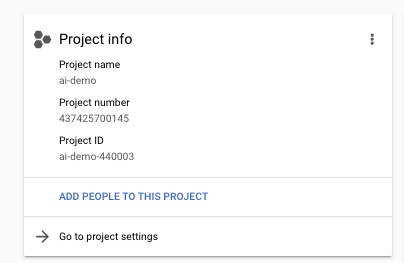 Project info
Project name
ai-demo
Project number
437425700145
Project ID
ai-demo-440003
ADD PEOPLE TO THIS PROJECT
Go to project settings